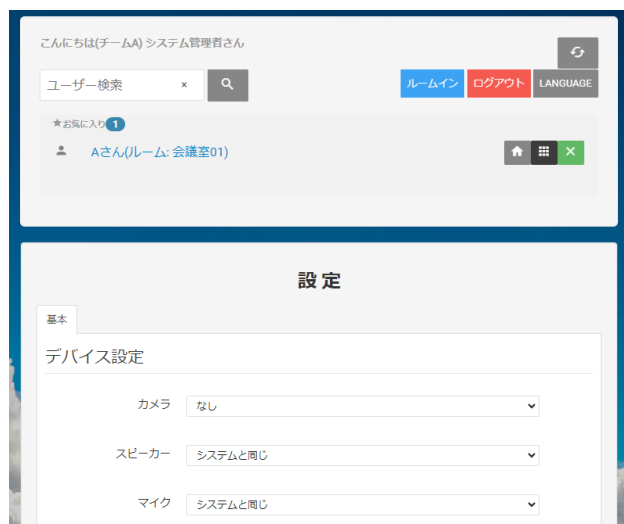 こんにちは(チームA) システム管理者さん
ユーザー検索 ×
ルームイン ログアウト LANGUAGE
★お気に入り 1
Aさん(ルーム: 会議室01)
設定
基本
デバイス設定
カメラ なし
スピーカー システムと同じ
マイク システムと同じ